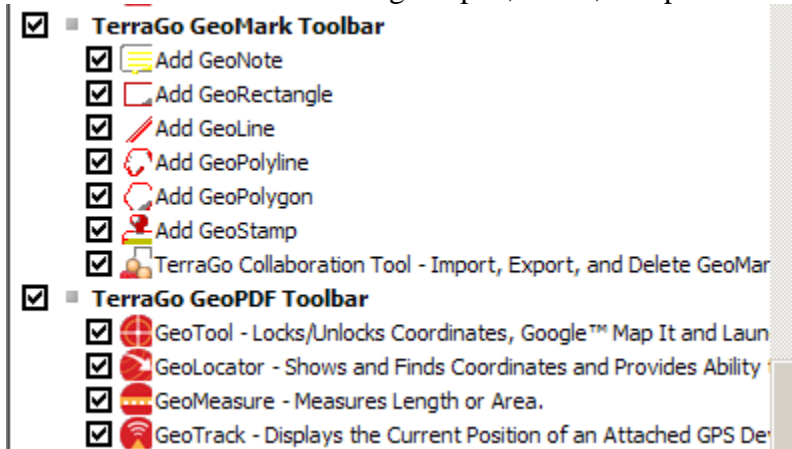 TerraGo GeoMark Toolbar
Add GeoNote
Add GeoRectangle
Add GeoLine
Add GeoPolyline
Add GeoPolygon
Add GeoStamp
TerraGo Collaboration Tool - Import, Export, and Delete GeoMar
TerraGo GeoPDF Toolbar
GeoTool - Locks/Unlocks Coordinates, Google™ Map It and Laun
GeoLocator - Shows and Finds Coordinates and Provides Ability
GeoMeasure - Measures Length or Area.
GeoTrack - Displays the Current Position of an Attached GPS De